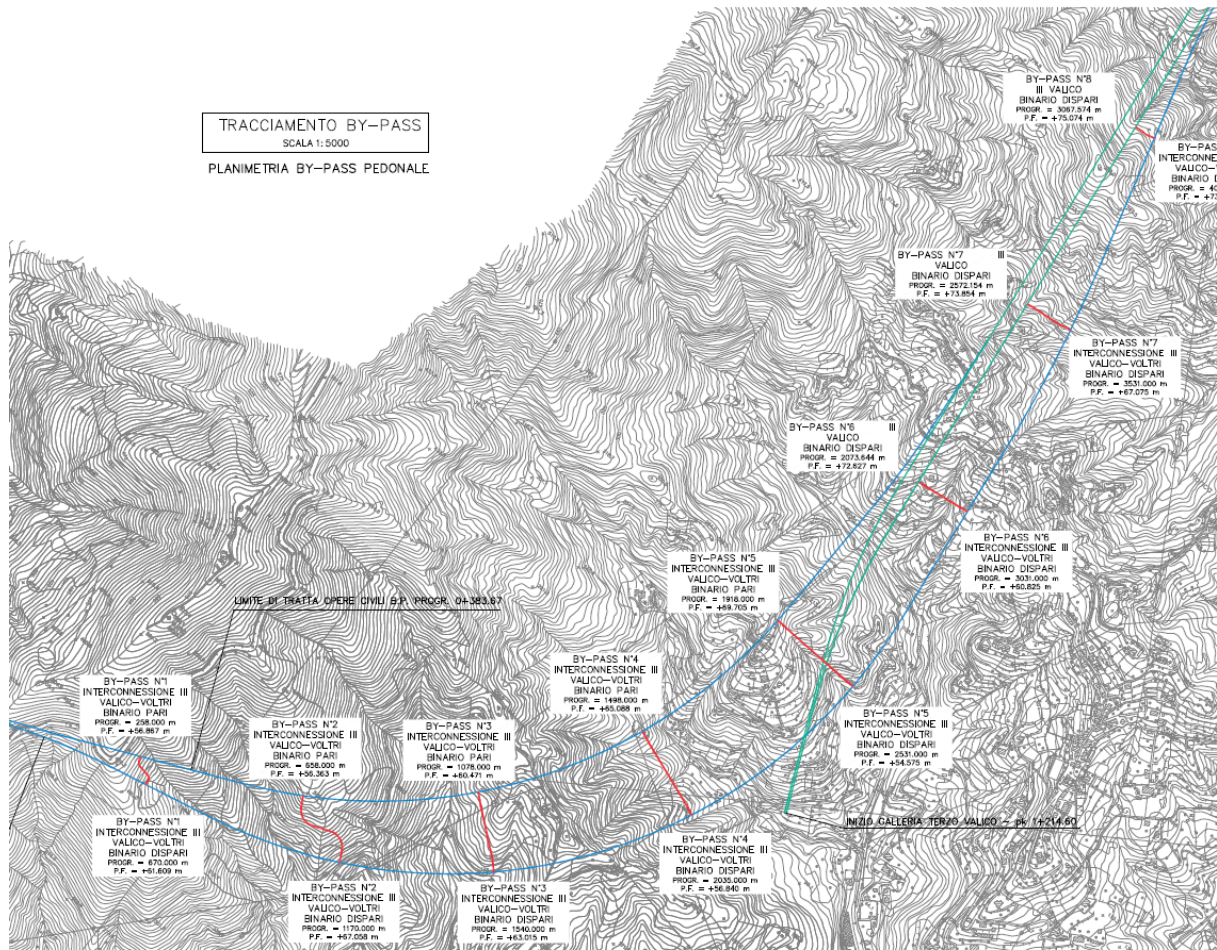 TRACCIAMENTO BY-PASS
SCALA 1:5000
PLANIMETRIA BY-PASS PEDONALE
BY-PASS N°8
III VALICO
BINARIO DISPARI
PROGR. = 3067.574 m
P.F. = +75.074 m
BY-PAS
INTERCONNES
VALICO-V
BINARIO D
PROGR. = 40
P.F. = +73
BY-PASS N°7 III
VALICO
BINARIO DISPARI
PROGR. = 2572.154 m
P.F. = +73.854 m
BY-PASS N°7
INTERCONNESSIONE III
VALICO-VOLTRI
BINARIO DISPARI
PROGR. = 3531.000 m
P.F. = +67.075 m
BY-PASS N°6 III
VALICO
BINARIO DISPARI
PROGR. = 2073.644 m
P.F. = +72.627 m
BY-PASS N°6
INTERCONNESSIONE III
VALICO-VOLTRI
BINARIO DISPARI
PROGR. = 3031.000 m
P.F. = +60.825 m
BY-PASS N°5
INTERCONNESSIONE III
VALICO-VOLTRI
BINARIO PARI
PROGR. = 1918.000 m
P.F. = +69.705 m
LIMITE DI TRATTA OPERE CIVILI B.P. PROGR. 0+383.67
BY-PASS N°4
INTERCONNESSIONE III
VALICO-VOLTRI
BINARIO PARI
PROGR. = 1498.000 m
P.F. = +65.088 m
BY-PASS N°1
INTERCONNESSIONE III
VALICO-VOLTRI
BINARIO PARI
PROGR. = 258.000 m
P.F. = +56.867 m
BY-PASS N°2
INTERCONNESSIONE III
VALICO-VOLTRI
BINARIO PARI
PROGR. = 658.000 m
P.F. = +56.363 m
BY-PASS N°3
INTERCONNESSIONE III
VALICO-VOLTRI
BINARIO PARI
PROGR. = 1078.000 m
P.F. = +60.471 m
BY-PASS N°5
INTERCONNESSIONE III
VALICO-VOLTRI
BINARIO DISPARI
PROGR. = 2531.000 m
P.F. = +54.575 m
INIZIO GALLERIA TERZO VALICO - pk 1+214.60
BY-PASS N°1
INTERCONNESSIONE III
VALICO-VOLTRI
BINARIO DISPARI
PROGR. = 670.000 m
P.F. = +61.609 m
BY-PASS N°4
INTERCONNESSIONE III
VALICO-VOLTRI
BINARIO DISPARI
PROGR. = 2035.000 m
P.F. = +56.840 m
BY-PASS N°2
INTERCONNESSIONE III
VALICO-VOLTRI
BINARIO DISPARI
PROGR. = 1170.000 m
P.F. = +67.058 m
BY-PASS N°3
INTERCONNESSIONE III
VALICO-VOLTRI
BINARIO DISPARI
PROGR. = 1540.000 m
P.F. = +63.015 m